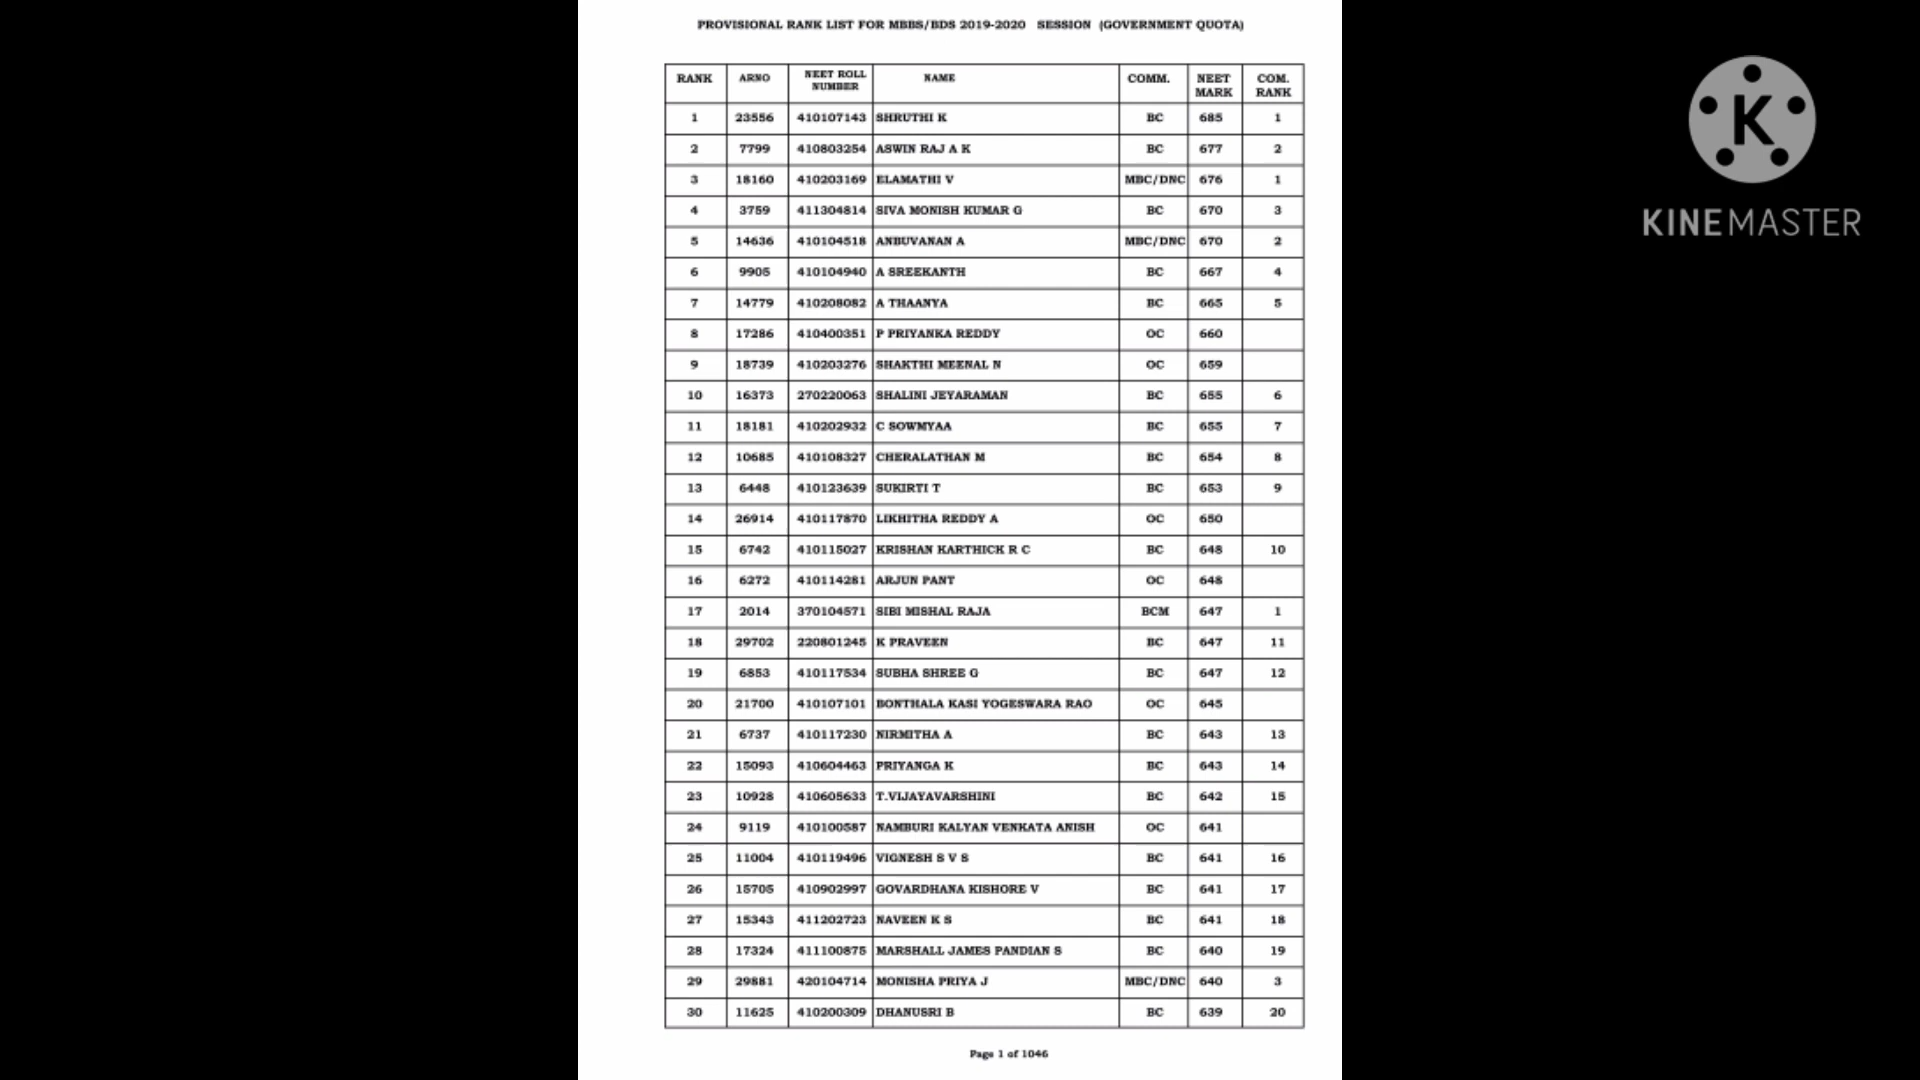 PROVISIONAL RANK LIST FOR MBBS/BDS 2019-2020 SESSION (GOVERNMENT QUOTA)
RANK ARNO NEET ROLL NUMBER NAME COMM. NEET MARK COM. RANK
1 23556 410107143 SHRUTHI K BC 685 1
2 7799 410803254 ASWIN RAJ A K BC 677 2
3 18160 410203169 ELAMATHI V MBC/DNC 676 1
4 3759 411304814 SIVA MONISH KUMAR G BC 670 3
5 14636 410104518 ANBUVANAN A MBC/DNC 670 2
6 9905 410104940 A SREEKANTH BC 667 4
7 14779 410208082 A THAANYA BC 665 5
8 17286 410400351 P PRIYANKA REDDY OC 660
9 18739 410203276 SHAKTHI MEENAL N OC 659
10 16373 270220063 SHALINI JEYARAMAN BC 655 6
11 18181 410202932 C SOWMYAA BC 655 7
12 10685 410108327 CHERALATHAN M BC 654 8
13 6448 410123639 SUKIRTI T BC 653 9
14 26914 410117870 LIKHITHA REDDY A OC 650
15 6742 410115027 KRISHAN KARTHICK R C BC 648 10
16 6272 410114281 ARJUN PANT OC 648
17 2014 370104571 SIBI MISHAL RAJA BCM 647 1
18 29702 220801245 K PRAVEEN BC 647 11
19 6853 410117534 SUBHA SHREE G BC 647 12
20 21700 410107101 BONTHALA KASI YOGESWARA RAO OC 645
21 6737 410117230 NIRMITHA A BC 643 13
22 15093 410604463 PRIYANGA K BC 643 14
23 10928 410605633 T.VIJAYAVARSHINI BC 642 15
24 9119 410100587 NAMBURI KALYAN VENKATA ANISH OC 641
25 11004 410119496 VIGNESH S V S BC 641 16
26 15705 410902997 GOVARDHANA KISHORE V BC 641 17
27 15343 411202723 NAVEEN K S BC 641 18
28 17324 411100875 MARSHALL JAMES PANDIAN S BC 640 19
29 29881 420104714 MONISHA PRIYA J MBC/DNC 640 3
30 11625 410200309 DHANUSRI B BC 639 20
Page 1 of 1046
K
KINEMASTER